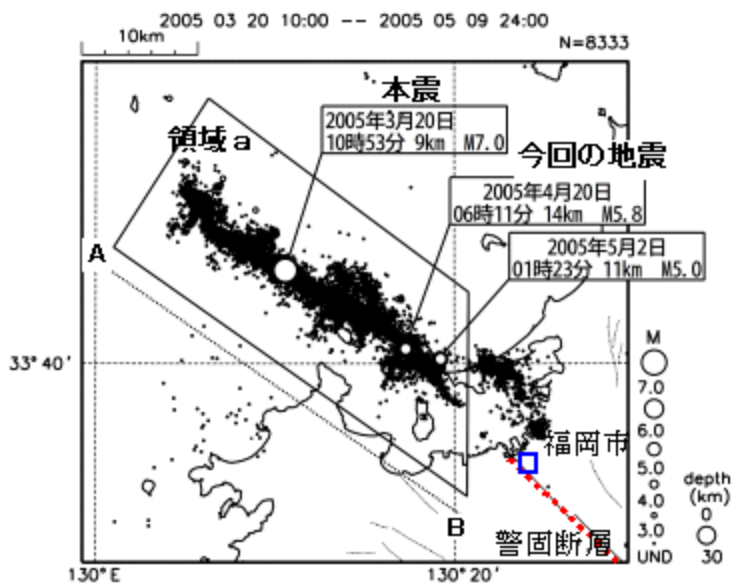 2005 03 20 10:00 -- 2005 05 09 24:00
10km
N=8333
本震
2005年3月20日
10時53分 9km M7.0
領域a
今回の地震
2005年4月20日
06時11分 14km M5.8
2005年5月2日
01時23分 11km M5.0
A
33°40'
M
7.0
6.0
5.0
4.0
3.0
UND
depth
(km)
0
30
福岡市
B
警固断層
130°E
130°20'